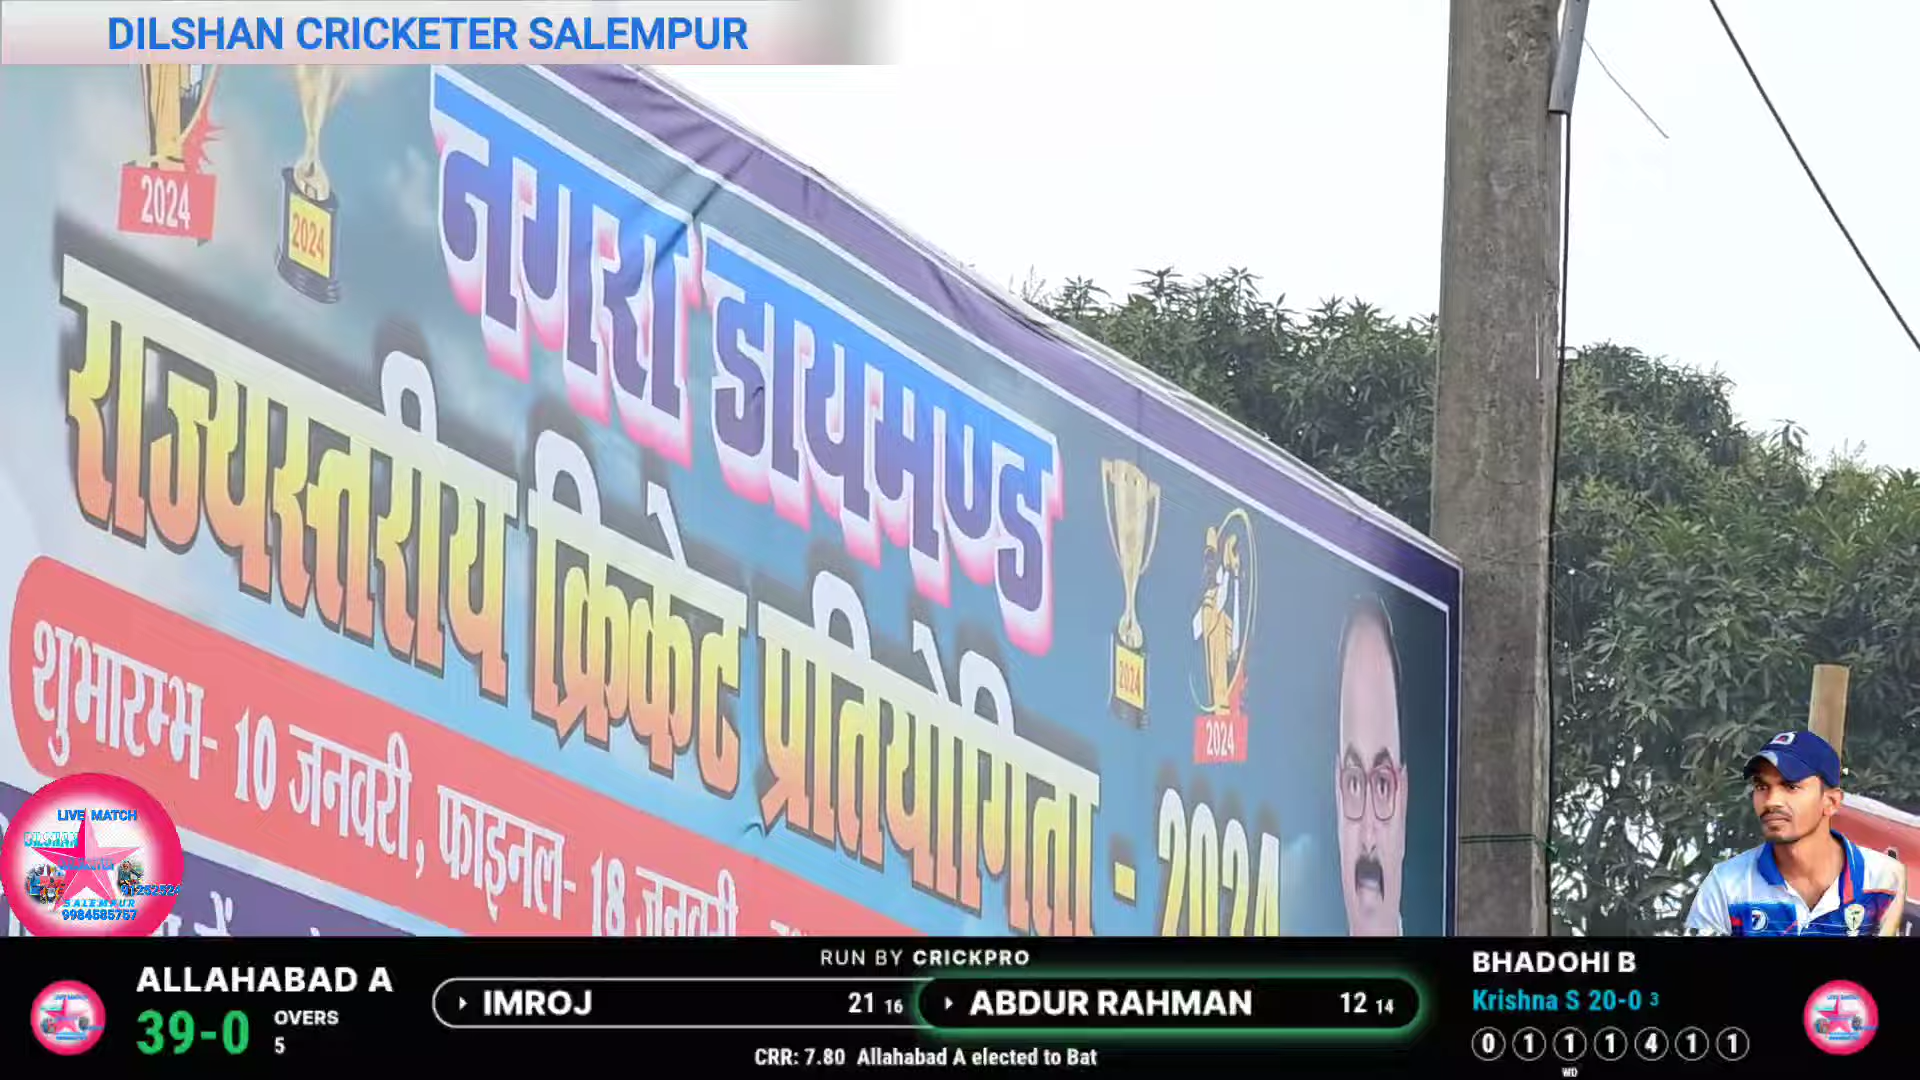 DILSHAN CRICKETER SALEMPUR
2024
2024
नगरा डायमण्ड
राज्यस्तरीय क्रिकेट प्रतियोगिता - 2024
2024
2024
शुभारम्भ- 10 जनवरी, फाइनल- 18 जनवरी
LIVE MATCH
DILSHAN
SALEMPUR
9984585757
RUN BY CRICKPRO
ALLAHABAD A
39-0 OVERS 5
IMROJ 21 16
ABDUR RAHMAN 12 14
CRR: 7.80 Allahabad A elected to Bat
BHADOHI B
Krishna S 20-0 3
0 1 1 1 4 1 1
WD